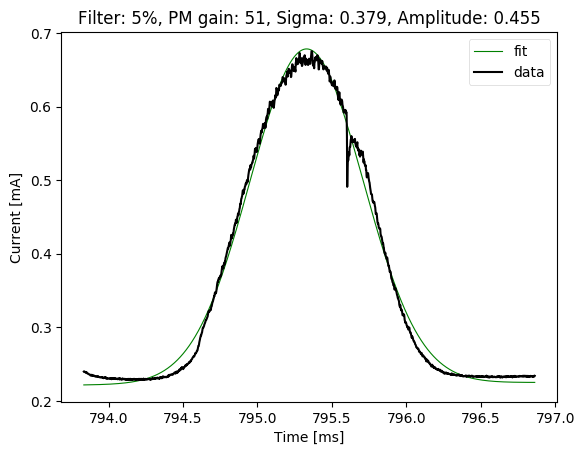 Filter: 5%, PM gain: 51, Sigma: 0.379, Amplitude: 0.455
fit
data
0.7
0.6
0.5
0.4
0.3
0.2
Current [mA]
794.0 794.5 795.0 795.5 796.0 796.5 797.0
Time [ms]